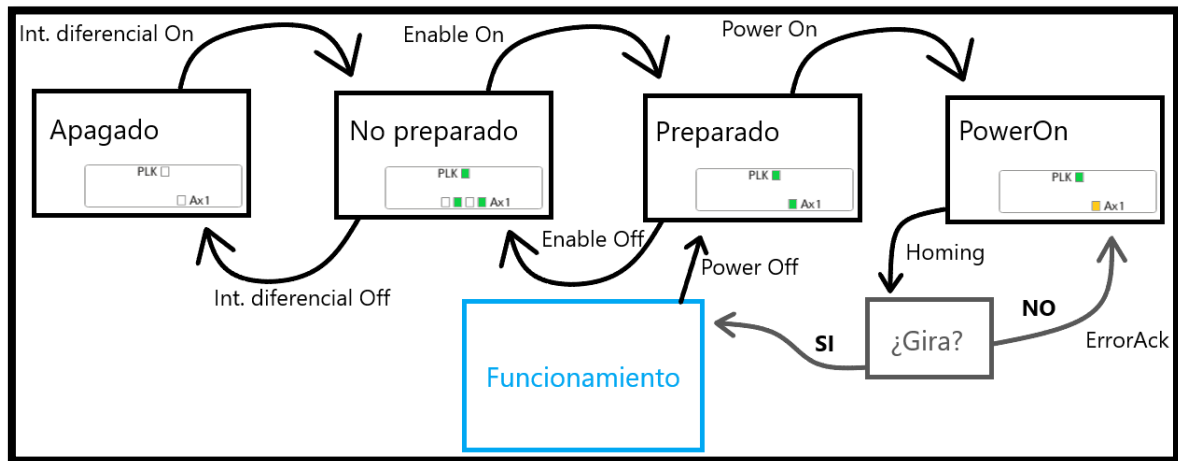 Int. diferencial On
Enable On
Power On
Apagado
PLK
Ax1
No preparado
PLK
Ax1
Preparado
PLK
Ax1
PowerOn
PLK
Ax1
Int. diferencial Off
Enable Off
Power Off
Homing
Funcionamiento
SI
¿Gira?
NO
ErrorAck